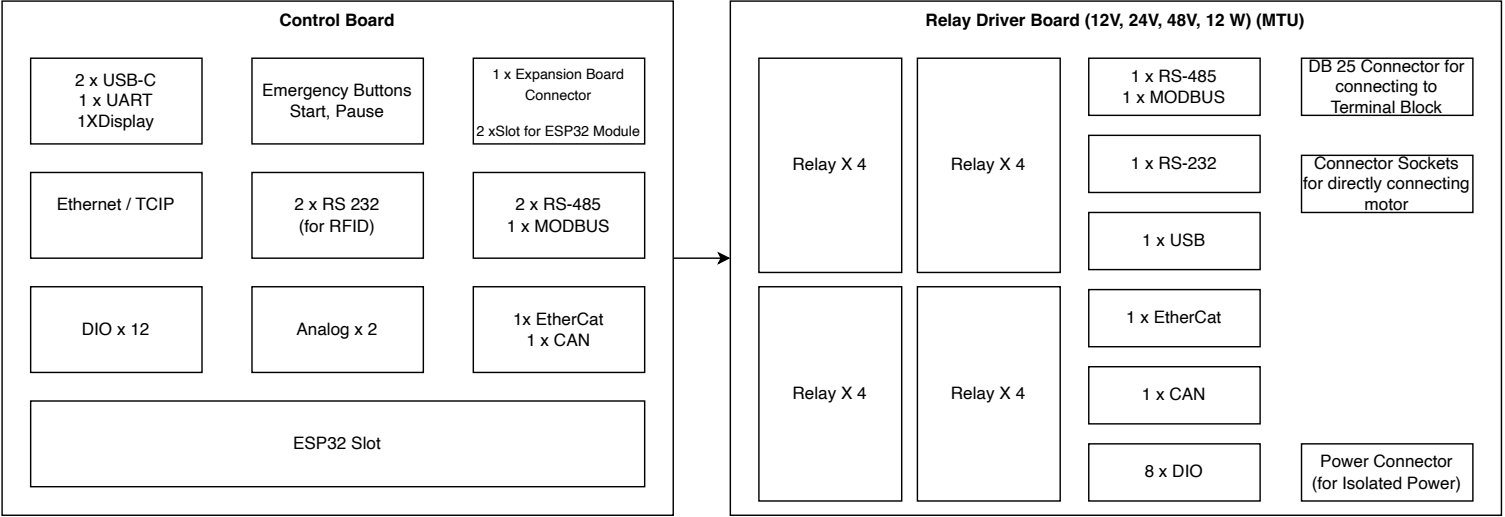 Control Board
2 x USB-C
1 x UART
1XDisplay
Emergency Buttons
Start, Pause
1 x Expansion Board
Connector
2 xSlot for ESP32 Module
Ethernet / TCIP
2 x RS 232
(for RFID)
2 x RS-485
1 x MODBUS
DIO x 12
Analog x 2
1x EtherCat
1 x CAN
ESP32 Slot
Relay Driver Board (12V, 24V, 48V, 12 W) (MTU)
Relay X 4
Relay X 4
Relay X 4
Relay X 4
1 x RS-485
1 x MODBUS
1 x RS-232
1 x USB
1 x EtherCat
1 x CAN
8 x DIO
DB 25 Connector for
connecting to
Terminal Block
Connector Sockets
for directly connecting
motor
Power Connector
(for Isolated Power)